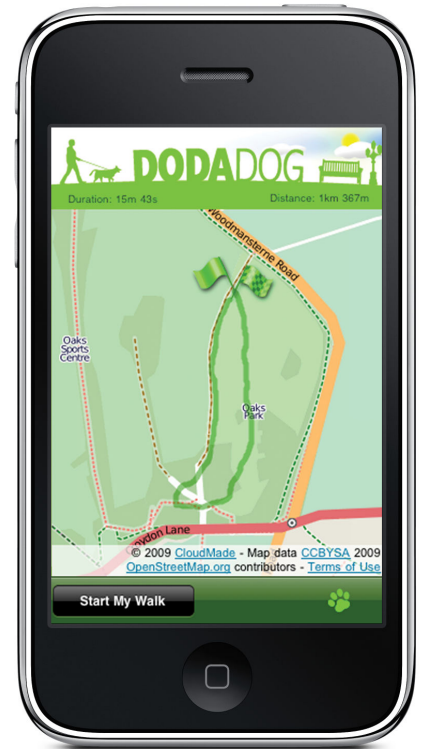 DODADOG
Duration: 15m 43s
Distance: 1km 367m
Woodmansterne Road
Oaks
Sports
Centre
Oaks
Park
oydon Lane
© 2009 CloudMade - Map data CCBYSA 2009
OpenStreetMap.org contributors - Terms of Use
Start My Walk